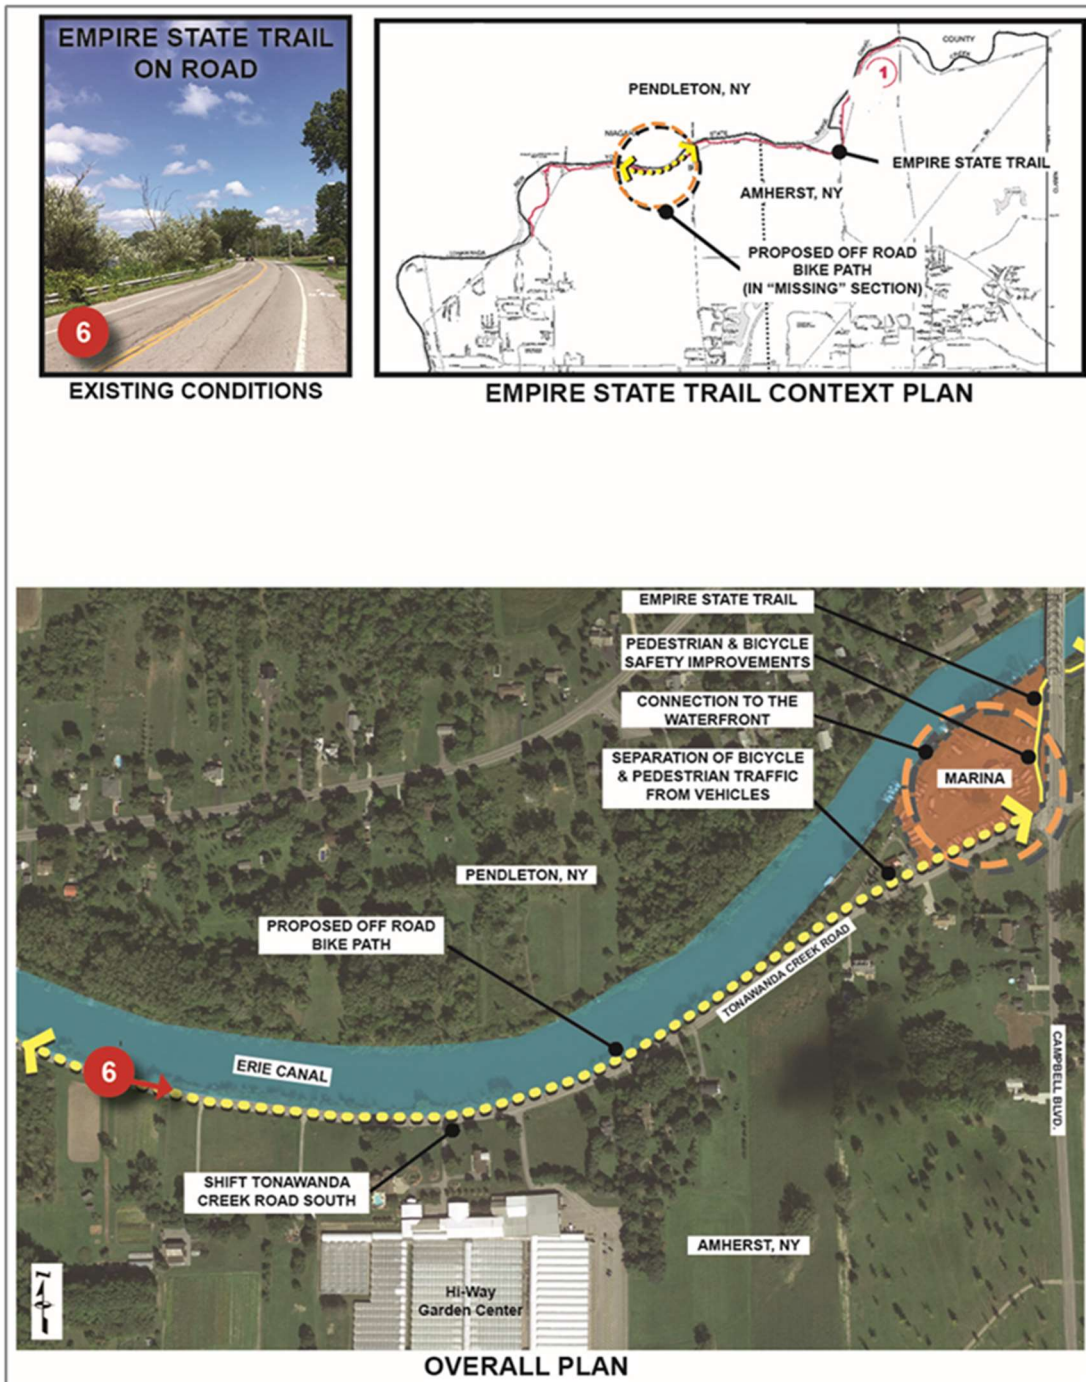 EMPIRE STATE TRAIL
ON ROAD
6
EXISTING CONDITIONS
COUNTY
CREEK
1
PENDLETON, NY
STATE
EMPIRE STATE TRAIL
AMHERST, NY
PROPOSED OFF ROAD
BIKE PATH
(IN "MISSING" SECTION)
EMPIRE STATE TRAIL CONTEXT PLAN
EMPIRE STATE TRAIL
PEDESTRIAN & BICYCLE
SAFETY IMPROVEMENTS
CONNECTION TO THE
WATERFRONT
SEPARATION OF BICYCLE
& PEDESTRIAN TRAFFIC
FROM VEHICLES
MARINA
PENDLETON, NY
PROPOSED OFF ROAD
BIKE PATH
TONAWANDA CREEK ROAD
ERIE CANAL
6
CAMPBELL BLVD.
SHIFT TONAWANDA
CREEK ROAD SOUTH
AMHERST, NY
Hi-Way
Garden Center
OVERALL PLAN